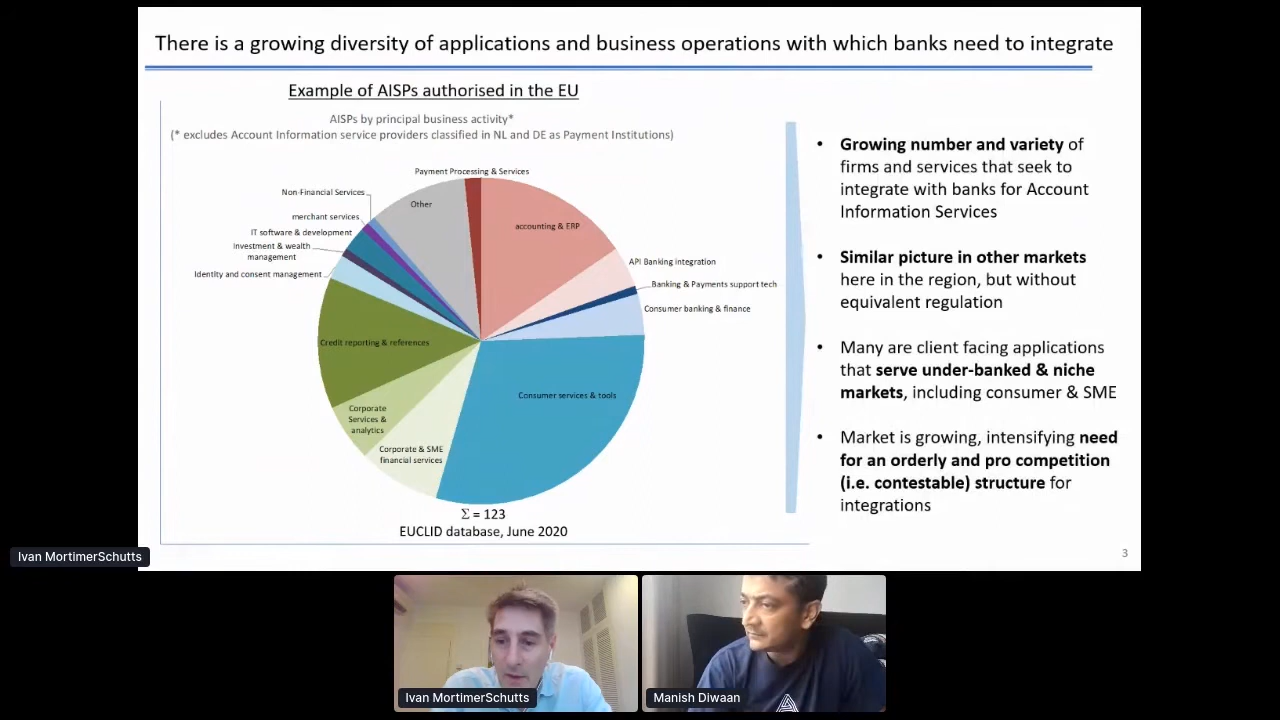 There is a growing diversity of applications and business operations with which banks need to integrate
Example of AISPs authorised in the EU
AISPs by principal business activity*
(* excludes Account Information service providers classified in NL and DE as Payment Institutions)
Payment Processing & Services
Non-Financial Services
Other
merchant services
accounting & ERP
IT software & development
Investment & wealth
management
API Banking integration
Identity and consent management
Banking & Payments support tech
Consumer banking & finance
Credit reporting & references
Consumer services & tools
Corporate
Services &
analytics
Corporate & SME
financial services
Σ = 123
EUCLID database, June 2020
• Growing number and variety of
firms and services that seek to
integrate with banks for Account
Information Services
• Similar picture in other markets
here in the region, but without
equivalent regulation
• Many are client facing applications
that serve under-banked & niche
markets, including consumer & SME
• Market is growing, intensifying need
for an orderly and pro competition
(i.e. contestable) structure for
integrations
3
Ivan MortimerSchutts
Ivan MortimerSchutts
Manish Diwaan